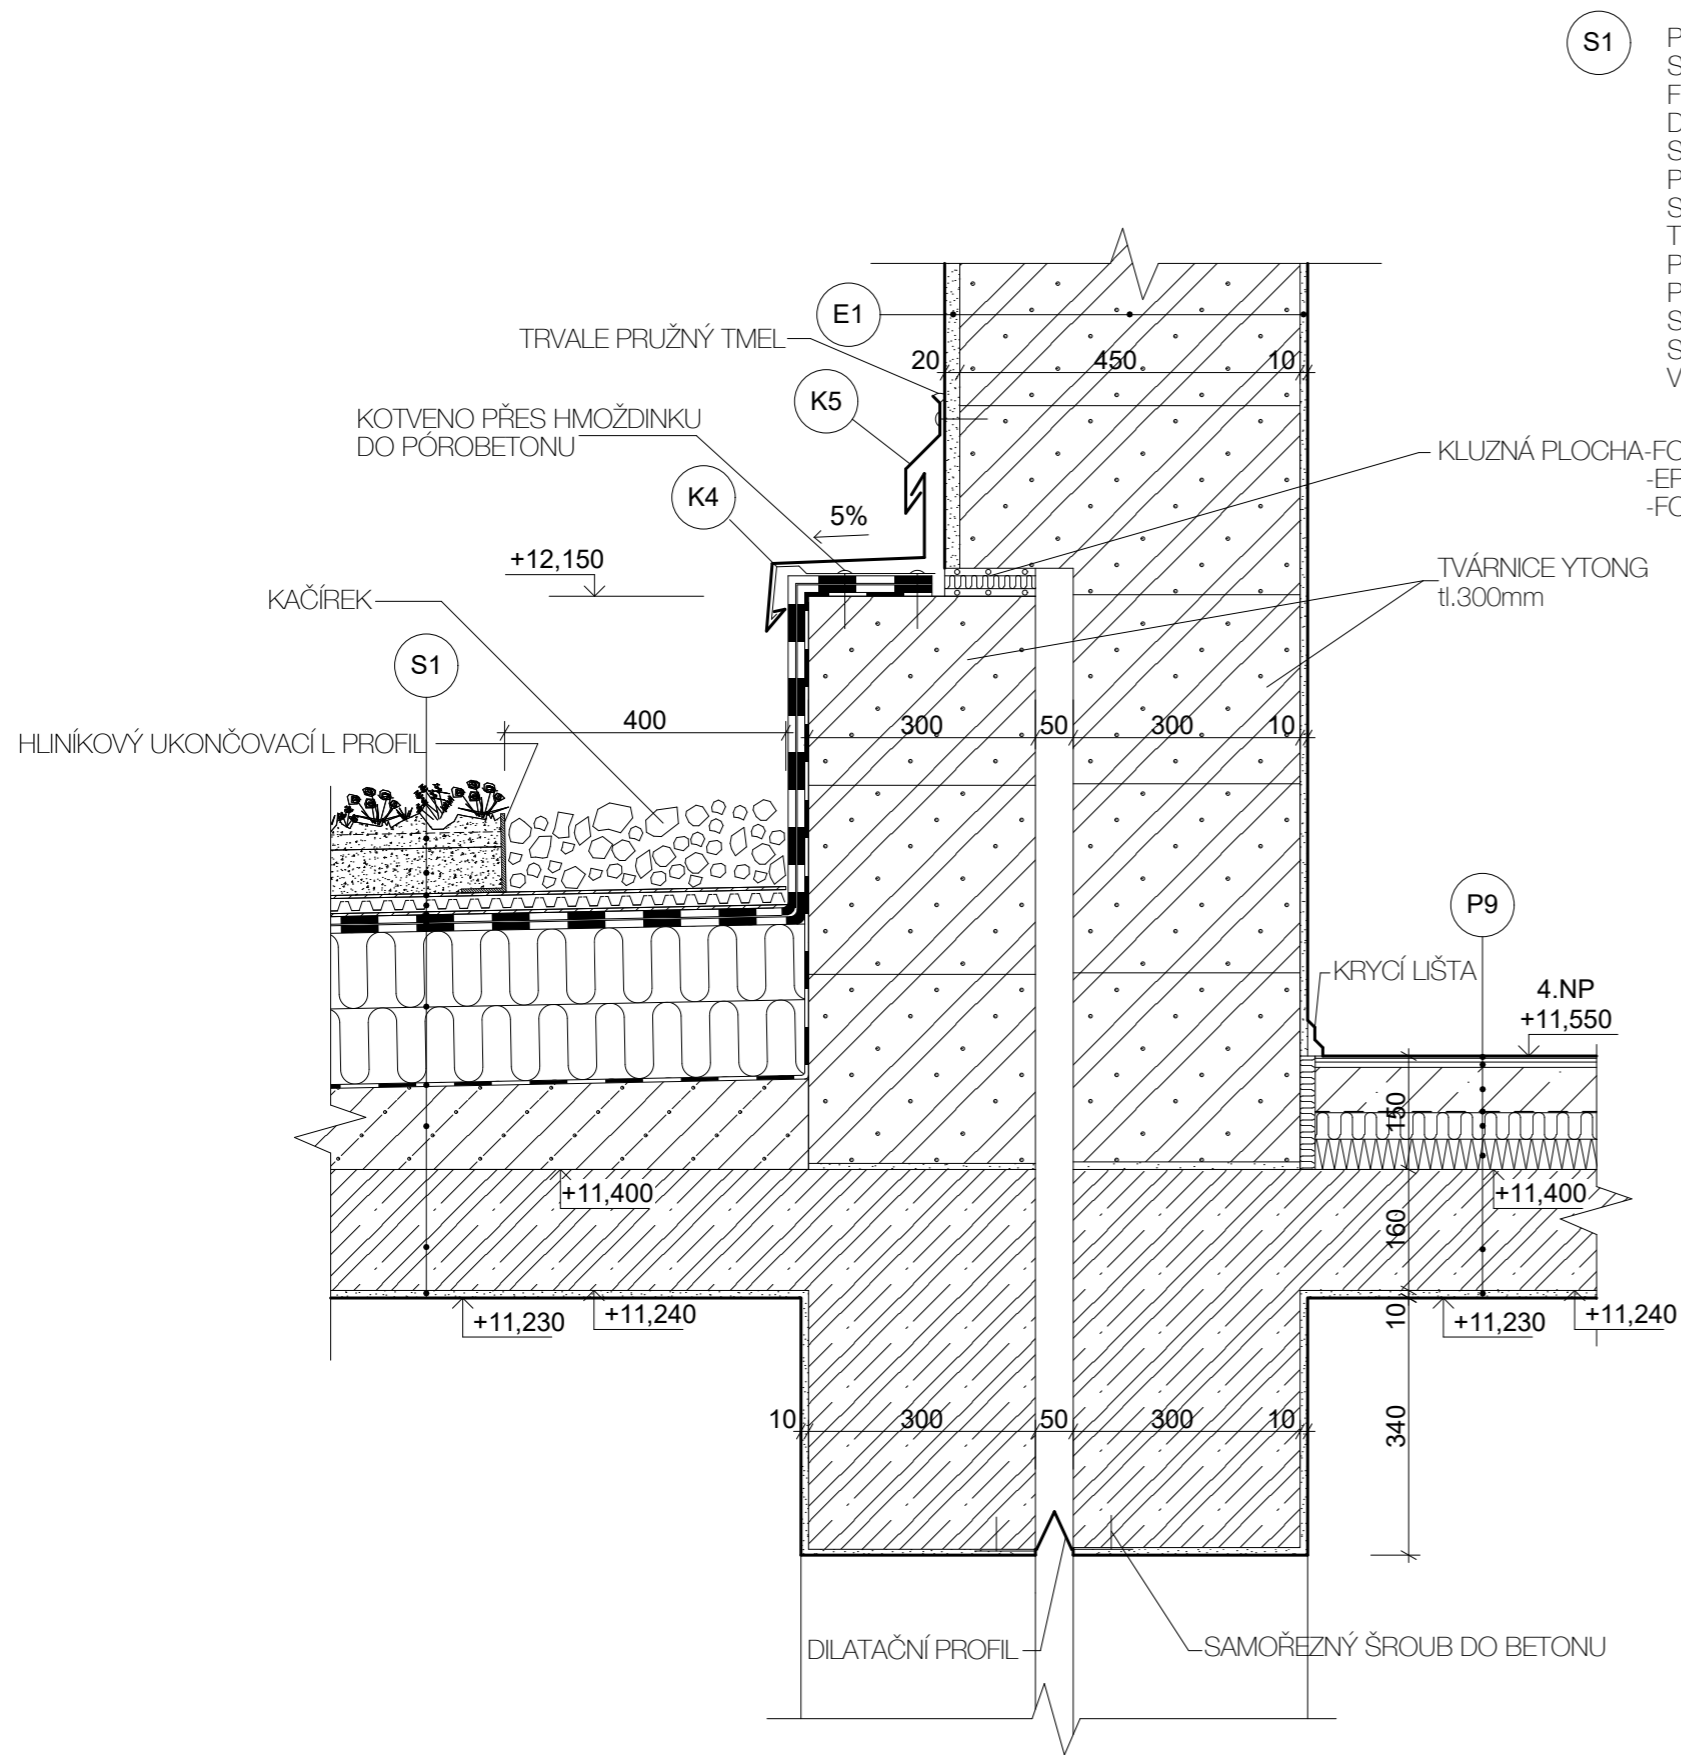 S1
E1
TRVALE PRUŽNÝ TMEL
20
450
10
K5
KOTVENO PŘES HMOŽDINKU
DO PÓROBETONU
KLUZNÁ PLOCHA
K4
5%
+12,150
TVÁRNICE YTONG
tl.300mm
KAČÍREK
S1
400
300
50
300
10
HLINÍKOVÝ UKONČOVACÍ L PROFIL
P9
KRYCÍ LIŠTA
4.NP
+11,550
150
+11,400
+11,400
160
+11,230
+11,240
10
+11,230
+11,240
10
300
50
300
10
340
DILATAČNÍ PROFIL
SAMOŘEZNÝ ŠROUB DO BETONU